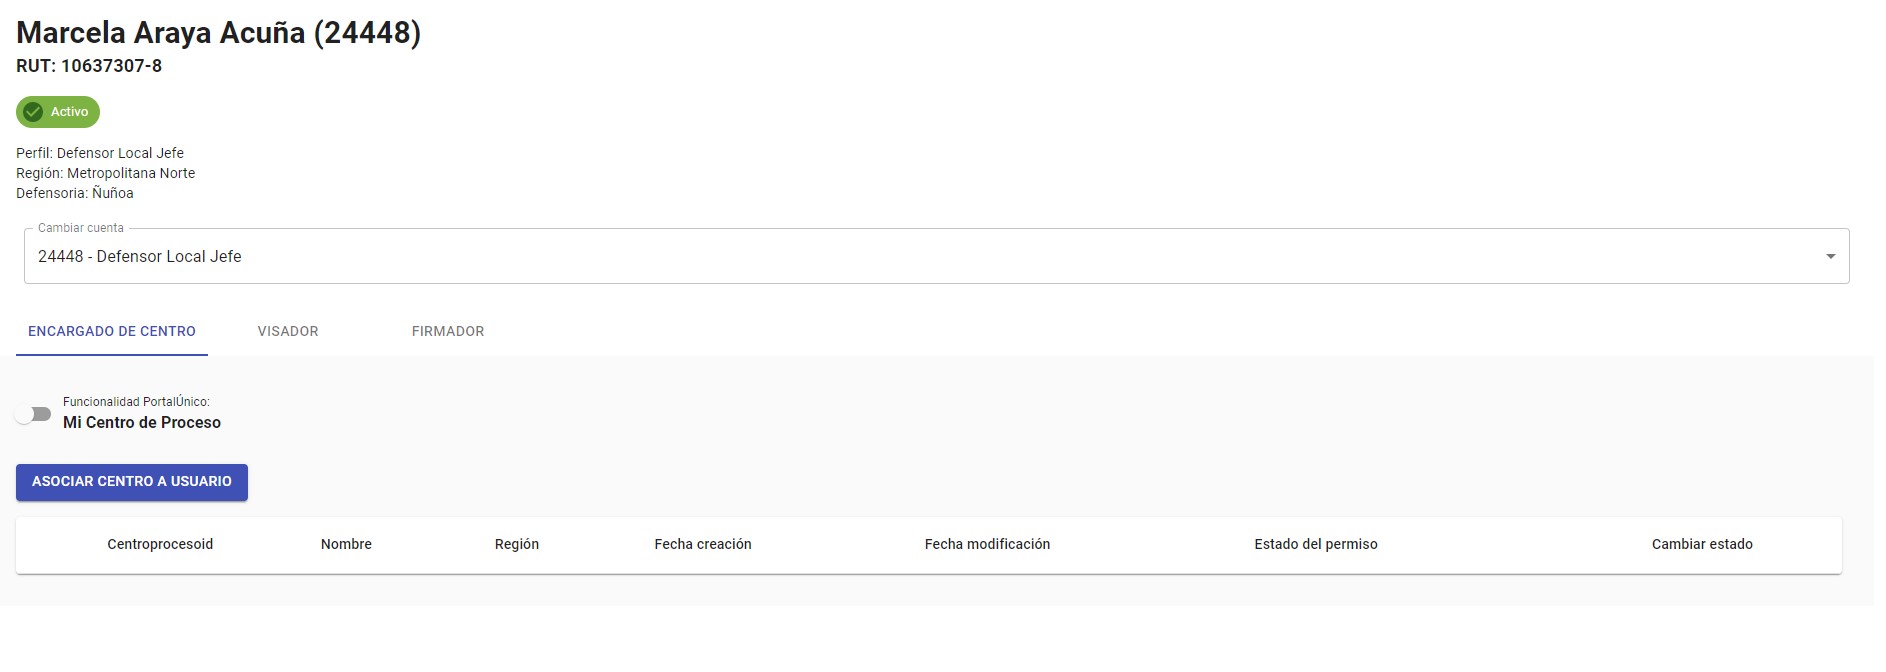 Marcela Araya Acuña (24448)
RUT: 10637307-8
Activo
Perfil: Defensor Local Jefe
Región: Metropolitana Norte
Defensoria: Ñuñoa
Cambiar cuenta
24448 - Defensor Local Jefe
ENCARGADO DE CENTRO VISADOR FIRMADOR
Funcionalidad PortalÚnico:
Mi Centro de Proceso
ASOCIAR CENTRO A USUARIO
Centroprocesoid Nombre Región Fecha creación Fecha modificación Estado del permiso Cambiar estado